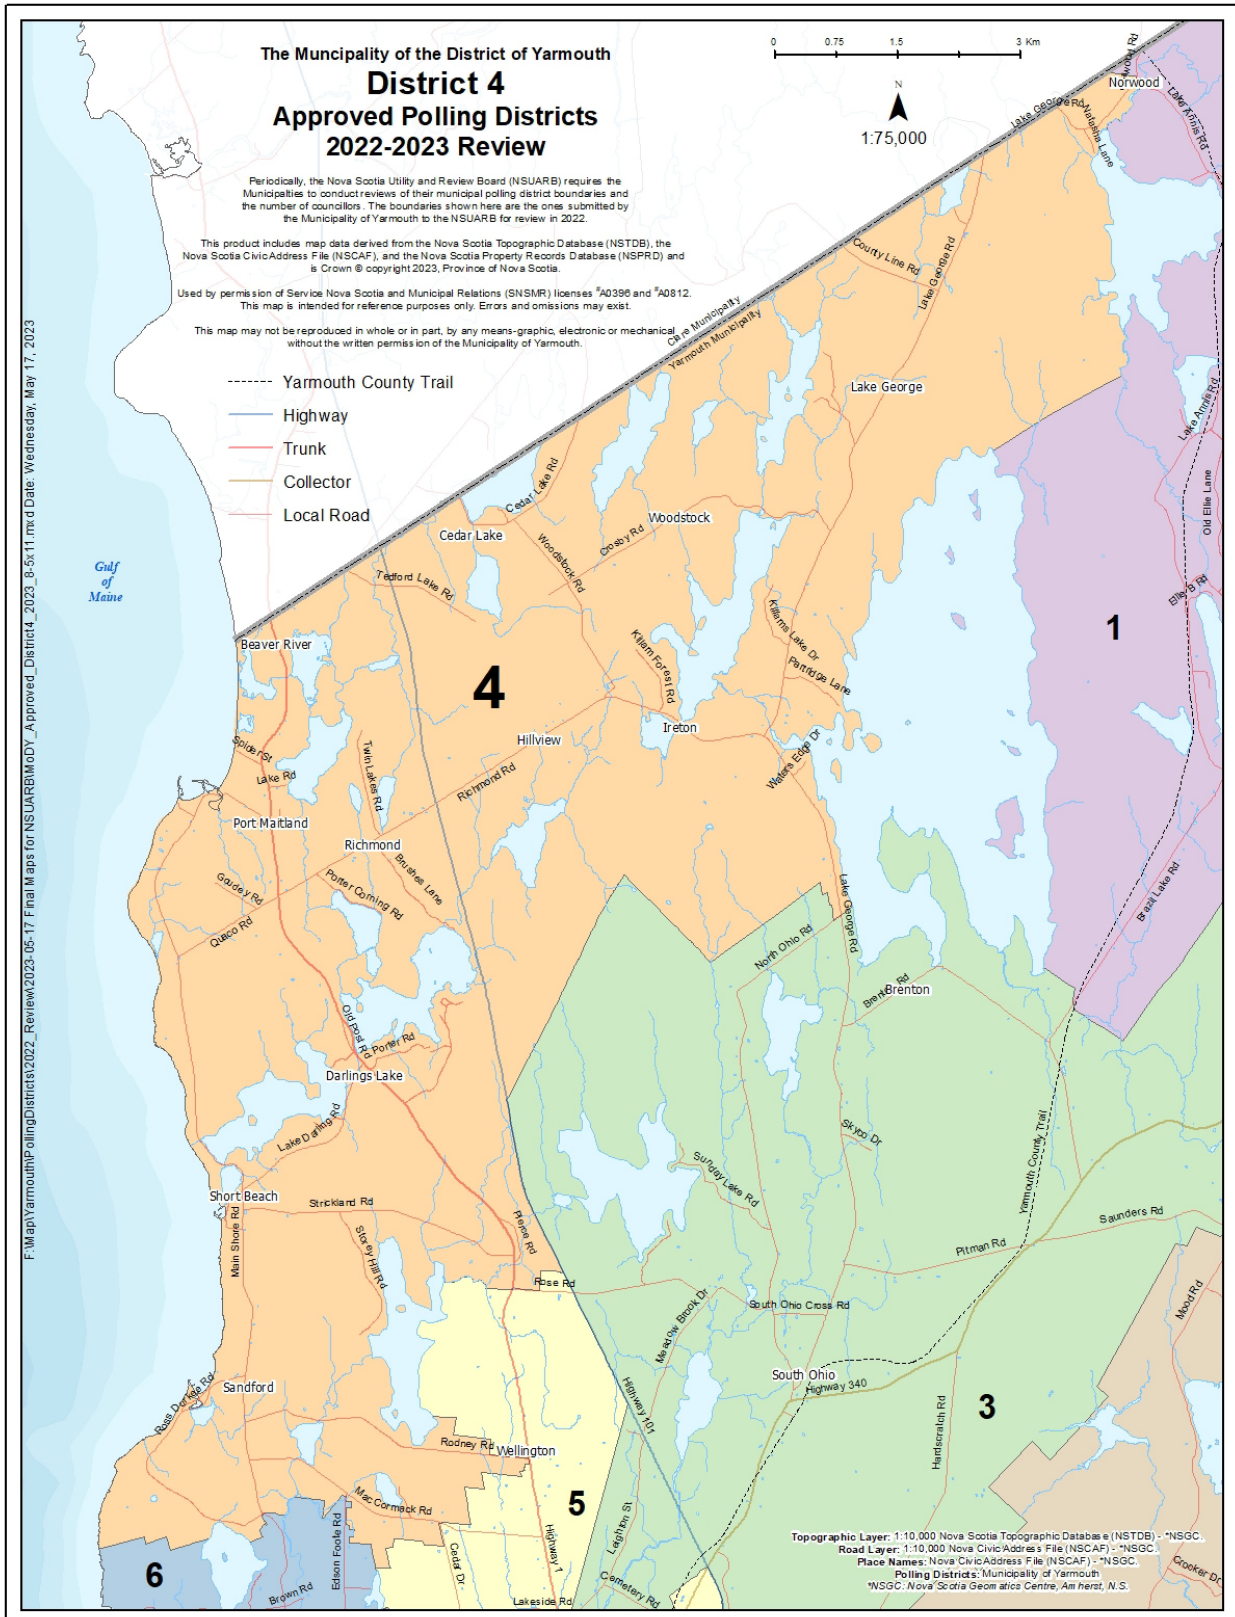 The Muncipality of the District of Yarmouth
District 4
Approved Polling Districts
2022-2023 Review
Periodically, the Nova Scotia Utility and Review Board (NSUARB) requires the
Municipalties to conduct reviews of their municipal polling district boundaries and
the number of councillors. The boundaries shown here are the ones submitted by
the Municipality of Yarmouth to the NSUARB for review in 2022.
This product includes map data derived from the Nova Scotia Topographic Database (NSTDB), the
Nova Scotia Civic Address File (NSCAF), and the Nova Scotia Property Records Database (NSPRD) and
is Crown © copyright 2023, Province of Nova Scotia.
Used by permission of Service Nova Scotia and Municipal Relations (SNSMR) licenses #A0396 and #A0812.
This map is intended for reference purposes only. Errors and omissions may exist.
This map may not be reproduced in whole or in part, by any means-graphic, electronic or mechanical,
without the written permission of the Municipality of Yarmouth.
Yarmouth County Trail
Highway
Trunk
Collector
Local Road
0 0.75 1.5 3 Km
N
1:75,000
Norwood
Lake George Rd
Natasha Lane
Lake Annis Rd
County Line Rd
Lake George Rd
Clare Municipality
Yarmouth Municipality
Lake George
Lake Annis Rd
Old Ellie Lane
Cedar Lake Rd
Cedar Lake
Woodstock
Crosby Rd
Woodstock Rd
Tedford Lake Rd
Gulf
of
Maine
Ellie B Rd
Killams Lake Dr
1
Beaver River
Killam Forest Rd
Partridge Lane
4
Ireton
Hillview
Spider St
Twin Lakes Rd
Waters Edge Dr
Lake Rd
Richmond Rd
Port Maitland
Richmond
Brushes Lane
Goudey Rd
Porter Corning Rd
Quaco Rd
Lake George Rd
Brazil Lake Rd
North Ohio Rd
Brenton Rd
Brenton
Old Post Rd
Porter Rd
Darlings Lake
Lake Darling Rd
Skyco Dr
Yarmouth County Trail
Sunday Lake Rd
Short Beach
Strickland Rd
Main Shore Rd
Storey Hill Rd
Pierce Rd
Saunders Rd
Pitman Rd
Rose Rd
Meadow Brook Dr
South Ohio Cross Rd
Mood Rd
South Ohio
Highway 340
Sandford
Ross Durkee Rd
Highway 101
3
Hardscratch Rd
Rodney Rd
Wellington
MacCormack Rd
5
Edson Foote Rd
Leighton St
Highway 1
Cedar Dr
6
Brown Rd
Lakeside Rd
Cemetery Rd
Crooker Dr
Topographic Layer: 1:10,000 Nova Scotia Topographic Database (NSTDB) - *NSGC.
Road Layer: 1:10,000 Nova Civic Address File (NSCAF) - *NSGC.
Place Names: Nova Civic Address File (NSCAF) - *NSGC.
Polling Districts: Municipality of Yarmouth
*NSGC: Nova Scotia Geomatics Centre, Amherst, N.S.
F:\Map\Yarmouth\PollingDistricts\2022_Review\2023-05-17 Final Maps for NSUARB\MoDY_Approved_District4_2023_8-5x11.mxd Date: Wednesday, May 17, 2023